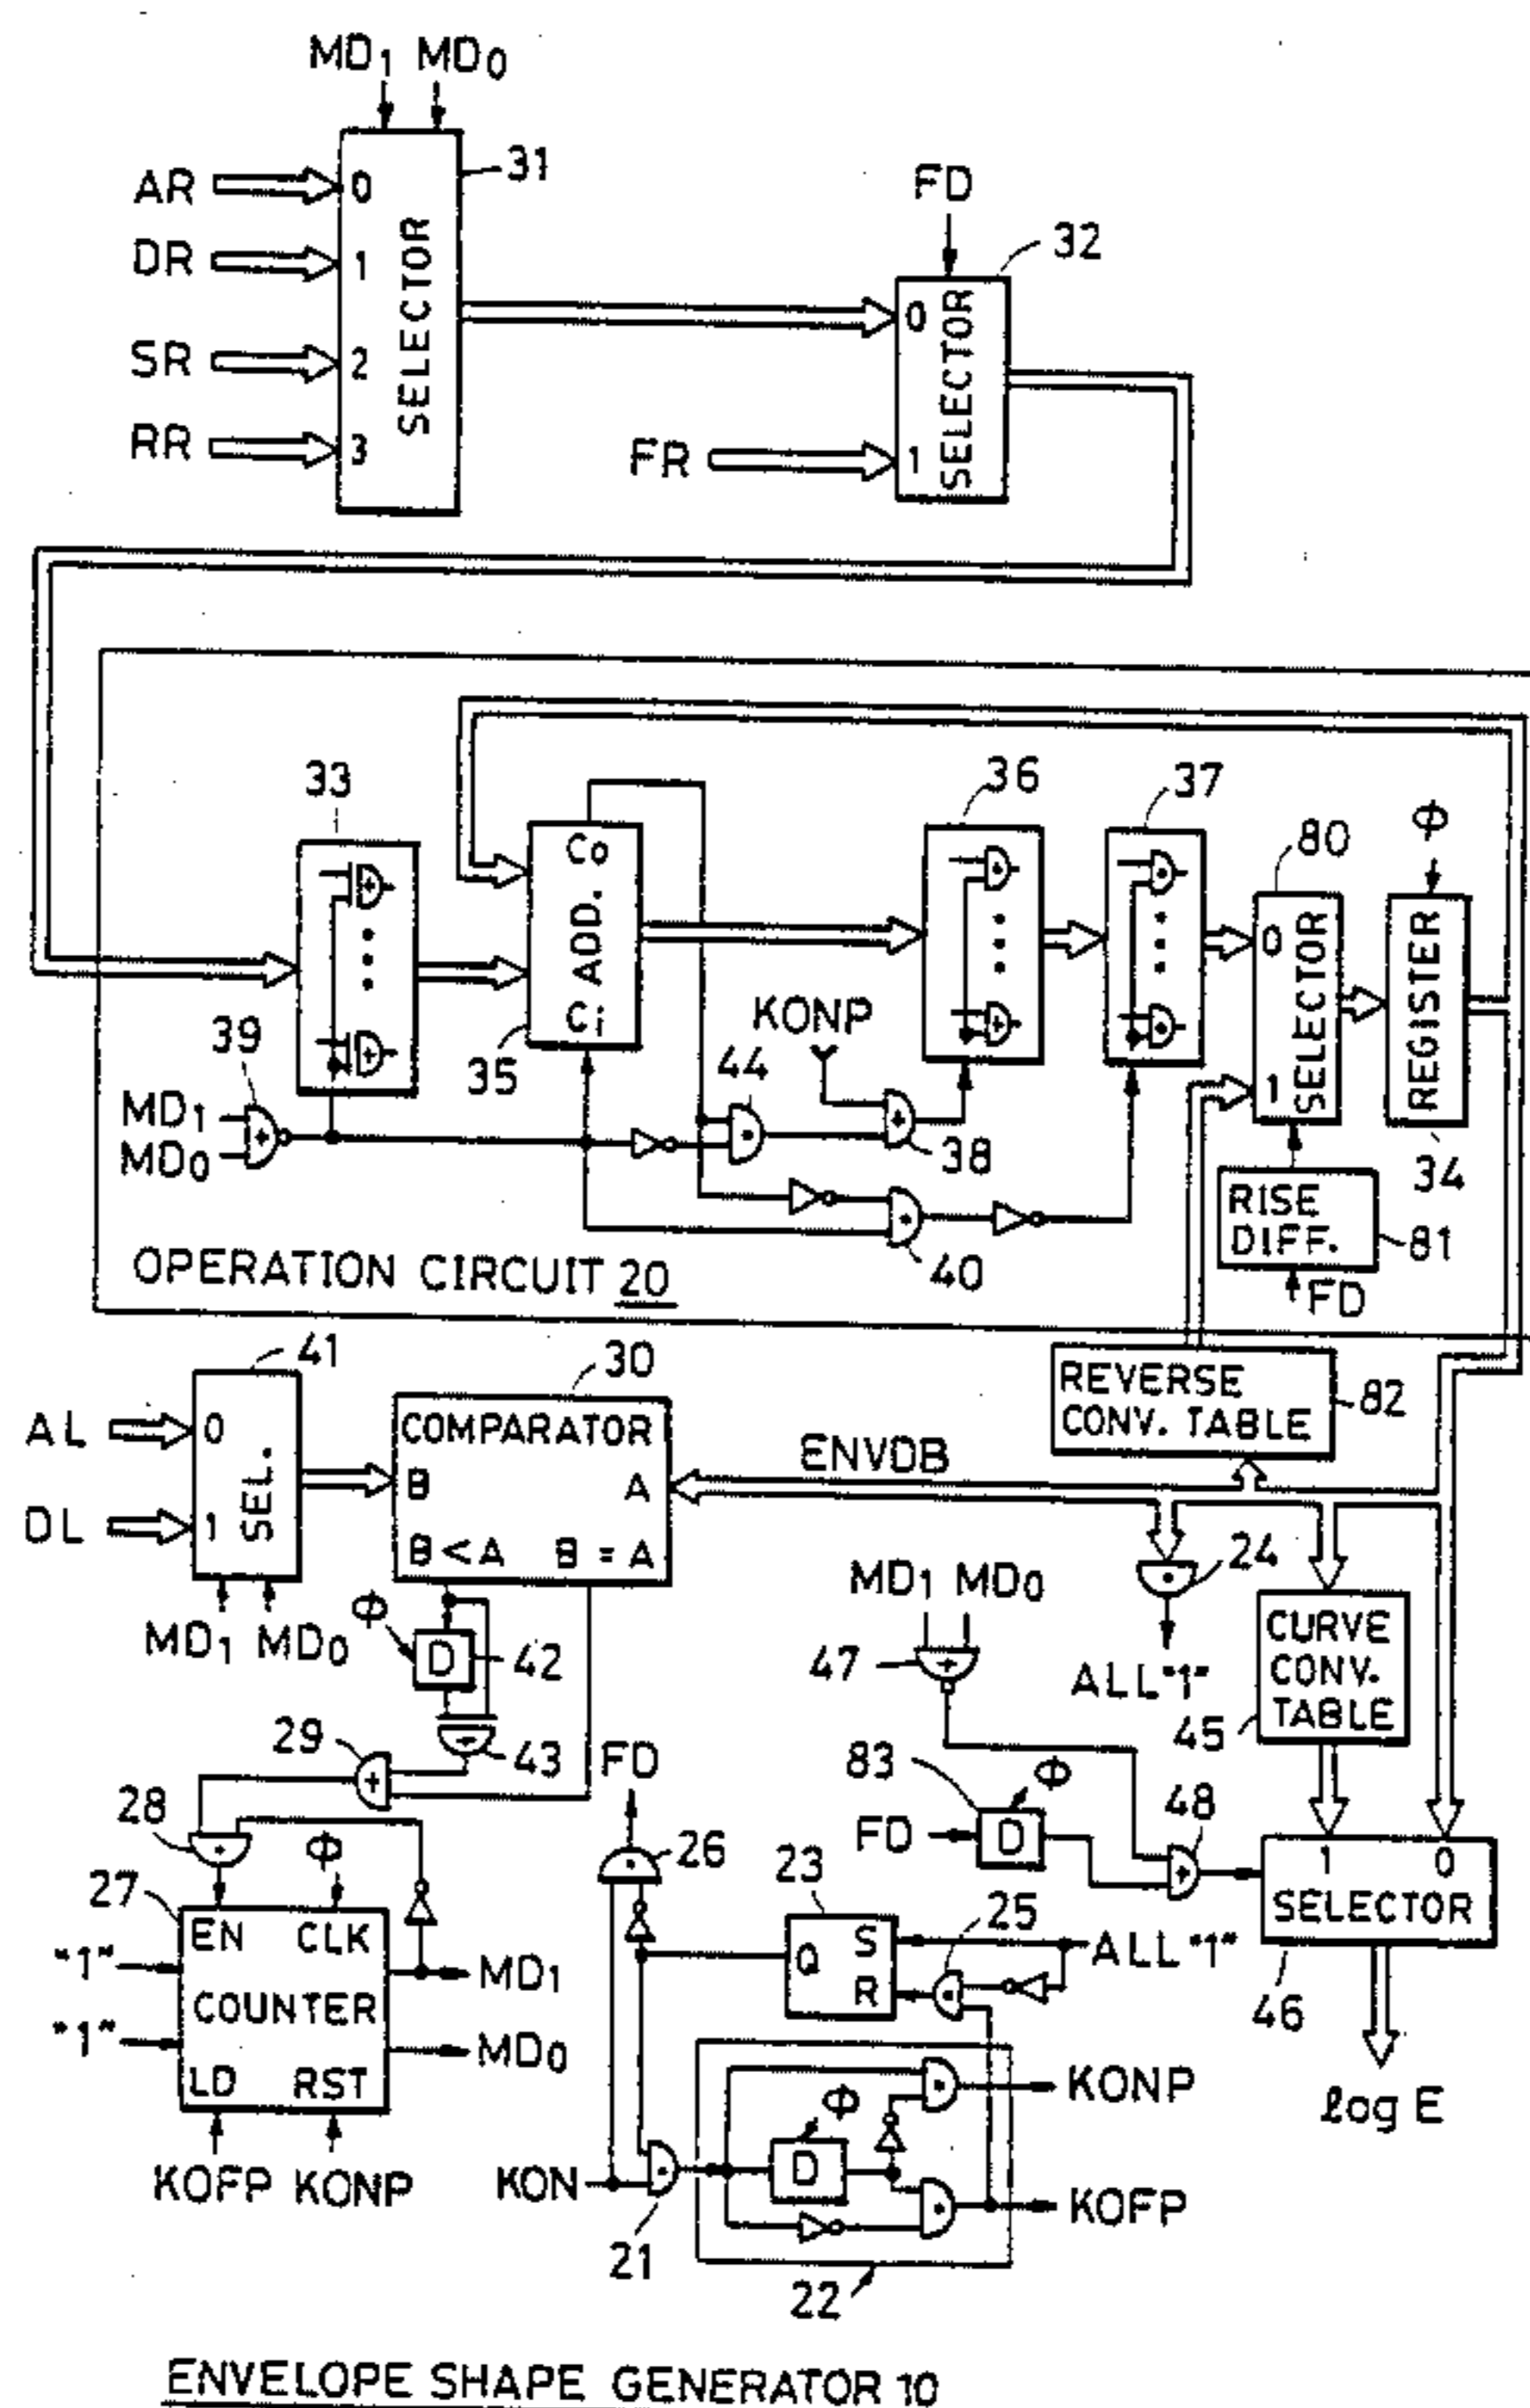 MD1 MD0
31
AR 0
DR 1
SR 2
RR 3
SELECTOR
FD
32
0
FR 1
SELECTOR
33
35
Co
ADD.
Ci
36
37
80
Φ
0
1
SELECTOR
REGISTER
34
39
MD1
MD0
KONP
44
38
40
RISE
DIFF.
81
FD
OPERATION CIRCUIT 20
41
AL 0
DL 1
SEL.
MD1 MD0
30
COMPARATOR
B A
B < A B = A
ENVDB
REVERSE
CONV. TABLE
82
24
ALL "1"
Φ
D
42
43
29
28
MD1 MD0
47
CURVE
CONV.
TABLE
45
83
Φ
FD
D
48
1 0
SELECTOR
46
log E
FD
26
27
Φ
EN CLK
"1"
COUNTER
"1"
LD RST
MD1
MD0
KOFP KONP
23
Q S
R
25
ALL "1"
KON
21
Φ
D
KONP
KOFP
22
ENVELOPE SHAPE GENERATOR 10